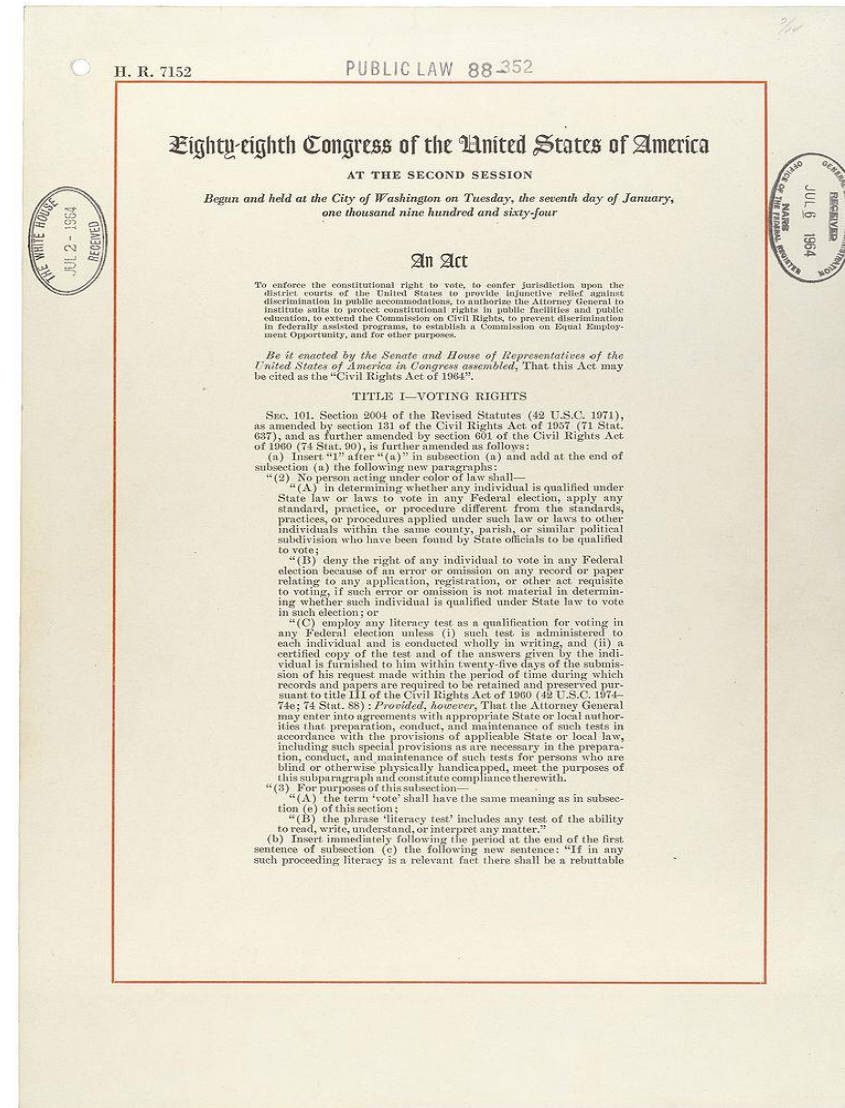 H. R. 7152
PUBLIC LAW 88-352
Eighty-eighth Congress of the United States of America
AT THE SECOND SESSION
Begun and held at the City of Washington on Tuesday, the seventh day of January,
one thousand nine hundred and sixty-four
THE WHITE HOUSE
JUL 2 - 1964
RECEIVED
GENERAL
RECEIVED
JUL 6 1964
NARS
OFFICE OF THE FEDERAL REGISTER
An Act
To enforce the constitutional right to vote, to confer jurisdiction upon the
district courts of the United States to provide injunctive relief against
discrimination in public accommodations, to authorize the Attorney General to
institute suits to protect constitutional rights in public facilities and public
education, to extend the Commission on Civil Rights, to prevent discrimination
in federally assisted programs, to establish a Commission on Equal Employ-
ment Opportunity, and for other purposes.
Be it enacted by the Senate and House of Representatives of the
United States of America in Congress assembled, That this Act may
be cited as the “Civil Rights Act of 1964”.
TITLE I—VOTING RIGHTS
SEC. 101. Section 2004 of the Revised Statutes (42 U.S.C. 1971),
as amended by section 131 of the Civil Rights Act of 1957 (71 Stat.
637), and as further amended by section 601 of the Civil Rights Act
of 1960 (74 Stat. 90), is further amended as follows:
(a) Insert “1” after “(a)” in subsection (a) and add at the end of
subsection (a) the following new paragraphs:
“(2) No person acting under color of law shall—
“(A) in determining whether any individual is qualified under
State law or laws to vote in any Federal election, apply any
standard, practice, or procedure different from the standards,
practices, or procedures applied under such law or laws to other
individuals within the same county, parish, or similar political
subdivision who have been found by State officials to be qualified
to vote;
“(B) deny the right of any individual to vote in any Federal
election because of an error or omission on any record or paper
relating to any application, registration, or other act requisite
to voting, if such error or omission is not material in determin-
ing whether such individual is qualified under State law to vote
in such election; or
“(C) employ any literacy test as a qualification for voting in
any Federal election unless (i) such test is administered to
each individual and is conducted wholly in writing, and (ii) a
certified copy of the test and of the answers given by the indi-
vidual is furnished to him within twenty-five days of the submis-
sion of his request made within the period of time during which
records and papers are required to be retained and preserved pur-
suant to title III of the Civil Rights Act of 1960 (42 U.S.C. 1974–
74e; 74 Stat. 88) : Provided, however, That the Attorney General
may enter into agreements with appropriate State or local author-
ities that preparation, conduct, and maintenance of such tests in
accordance with the provisions of applicable State or local law,
including such special provisions as are necessary in the prepara-
tion, conduct, and maintenance of such tests for persons who are
blind or otherwise physically handicapped, meet the purposes of
this subparagraph and constitute compliance therewith.
“(3) For purposes of this subsection—
“(A) the term ‘vote’ shall have the same meaning as in subsec-
tion (e) of this section;
“(B) the phrase ‘literacy test’ includes any test of the ability
to read, write, understand, or interpret any matter.”
(b) Insert immediately following the period at the end of the first
sentence of subsection (c) the following new sentence: “If in any
such proceeding literacy is a relevant fact there shall be a rebuttable